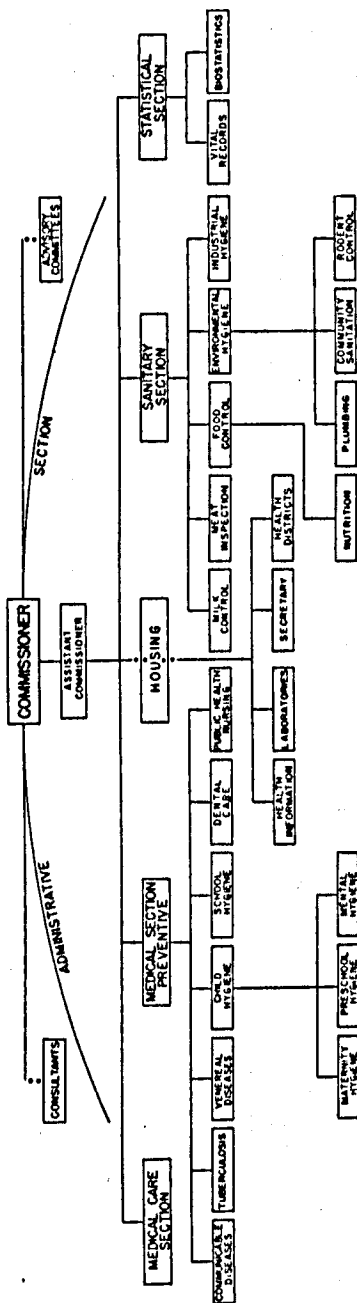 COMMISSIONER
ADVISORY
COMMITTEES
CONSULTANTS
ASSISTANT
COMMISSIONER
ADMINISTRATIVE
SECTION
MEDICAL CARE
SECTION
MEDICAL SECTION
PREVENTIVE
HOUSING
SANITARY
SECTION
STATISTICAL
SECTION
COMMUNICABLE
DISEASES
TUBERCULOSIS
VENEREAL
DISEASES
CHILD
HYGIENE
SCHOOL
HYGIENE
DENTAL
CARE
PUBLIC HEALTH
NURSING
MILK
CONTROL
MEAT
INSPECTION
FOOD
CONTROL
ENVIRONMENTAL
HYGIENE
INDUSTRIAL
HYGIENE
VITAL
RECORDS
BIOSTATISTICS
HEALTH
INFORMATION
LABORATORIES
SECRETARY
HEALTH
DISTRICTS
MATERNITY
HYGIENE
PRESCHOOL
HYGIENE
MENTAL
HYGIENE
NUTRITION
PLUMBING
COMMUNITY
SANITATION
RODENT
CONTROL